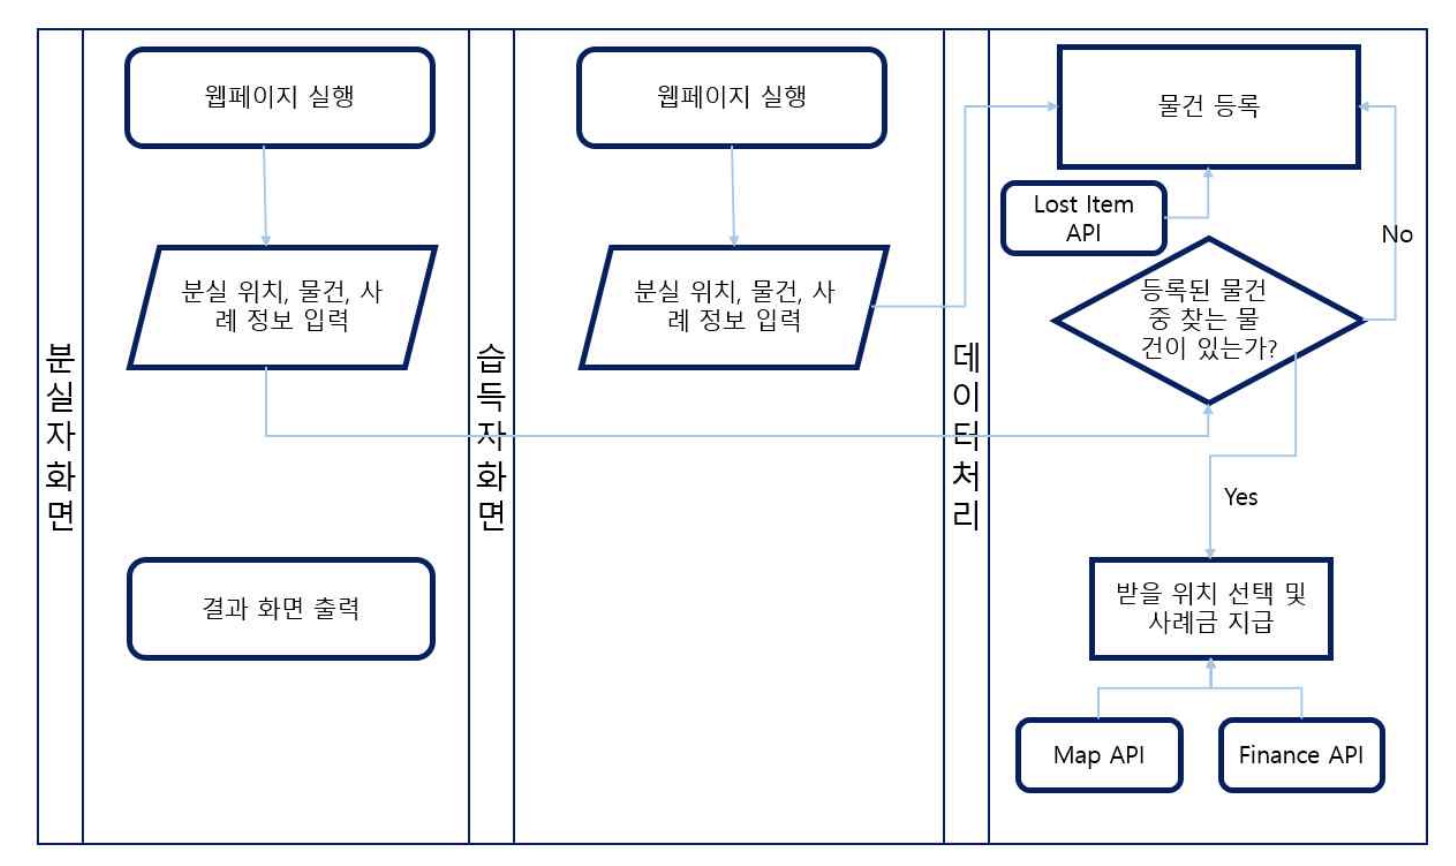 분실자화면
웹페이지 실행
분실 위치, 물건, 사
례 정보 입력
결과 화면 출력
습득자화면
웹페이지 실행
분실 위치, 물건, 사
례 정보 입력
데이터처리
물건 등록
Lost Item
API
No
등록된 물건
중 찾는 물
건이 있는가?
Yes
받을 위치 선택 및
사례금 지급
Map API
Finance API